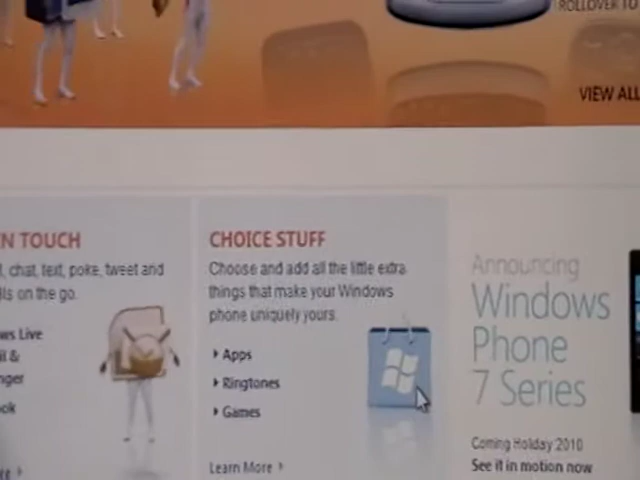 ROLLOVER TO
VIEW ALL
N TOUCH
, chat, text, poke, tweet and
lls on the go.
ws Live
il &
nger
ok
CHOICE STUFF
Choose and add all the little extra
things that make your Windows
phone uniquely yours.
Apps
Ringtones
Games
Learn More
Announcing
Windows
Phone
7 Series
Coming Holiday 2010
See it in motion now